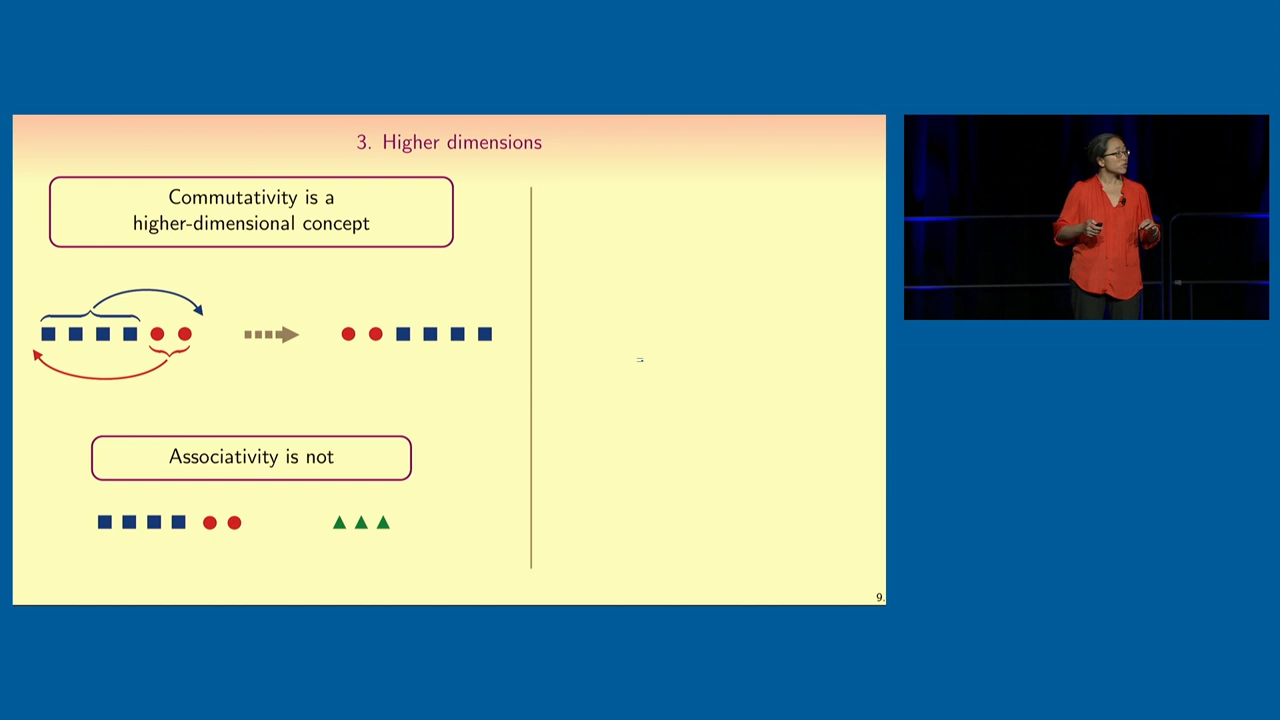 3. Higher dimensions
Commutativity is a
higher-dimensional concept
Associativity is not
9.